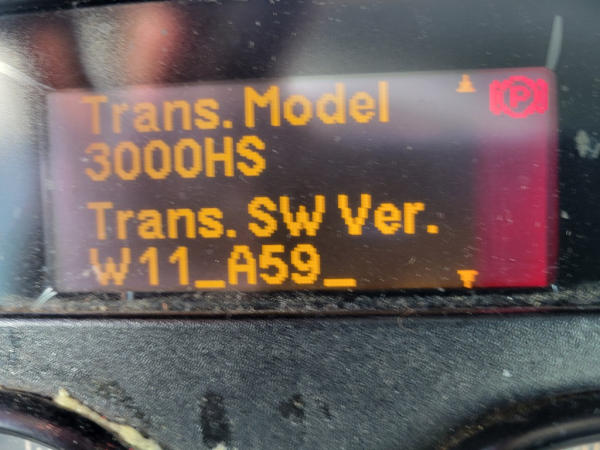 Trans. Model
3000HS
Trans. SW Ver.
W11_A59_
P